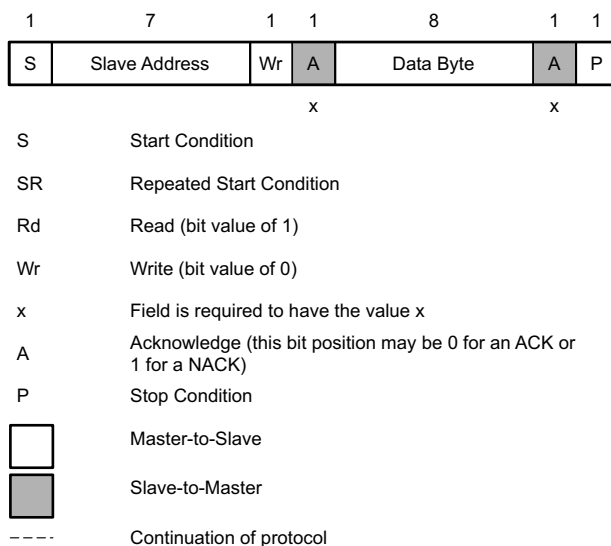 1 7 1 1 8 1 1
S Slave Address Wr A Data Byte A P
x x
S Start Condition
SR Repeated Start Condition
Rd Read (bit value of 1)
Wr Write (bit value of 0)
x Field is required to have the value x
A Acknowledge (this bit position may be 0 for an ACK or
1 for a NACK)
P Stop Condition
Master-to-Slave
Slave-to-Master
Continuation of protocol